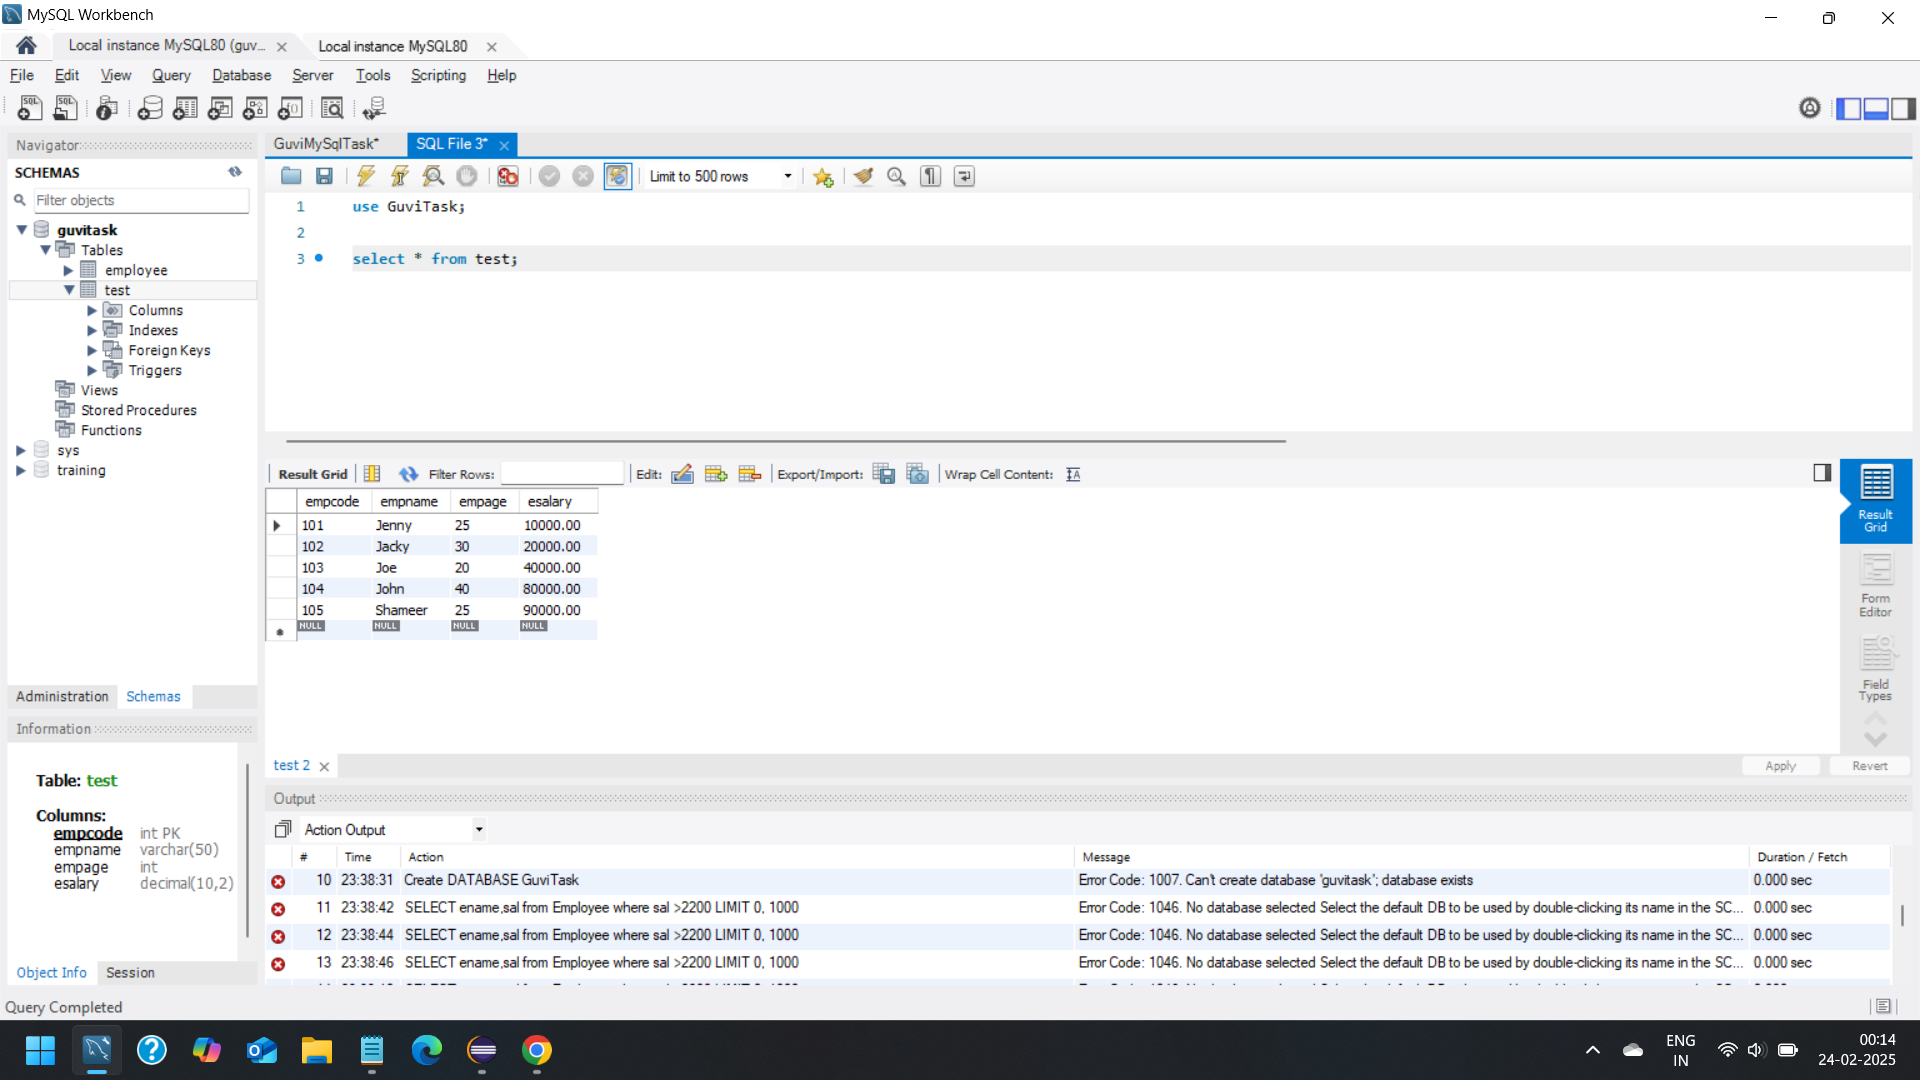 MySQL Workbench
Local instance MySQL80 (guv...
Local instance MySQL80
File Edit View Query Database Server Tools Scripting Help
Navigator
SCHEMAS
Filter objects
guvitask
Tables
employee
test
Columns
Indexes
Foreign Keys
Triggers
Views
Stored Procedures
Functions
sys
training
Administration Schemas
Information
Table: test
Columns:
empcode int PK
empname varchar(50)
empage int
esalary decimal(10,2)
Object Info Session
GuviMySqlTask*
SQL File 3*
Limit to 500 rows
1 use GuviTask;
2
3 select * from test;
Result Grid Filter Rows: Edit: Export/Import: Wrap Cell Content:
empcode empname empage esalary
101 Jenny 25 10000.00
102 Jacky 30 20000.00
103 Joe 20 40000.00
104 John 40 80000.00
105 Shameer 25 90000.00
NULL NULL NULL NULL
Result
Grid
Form
Editor
Field
Types
test 2
Apply Revert
Output
Action Output
# Time Action Message Duration / Fetch
10 23:38:31 Create DATABASE GuviTask Error Code: 1007. Can't create database 'guvitask'; database exists 0.000 sec
11 23:38:42 SELECT ename,sal from Employee where sal >2200 LIMIT 0, 1000 Error Code: 1046. No database selected Select the default DB to be used by double-clicking its name in the SC... 0.000 sec
12 23:38:44 SELECT ename,sal from Employee where sal >2200 LIMIT 0, 1000 Error Code: 1046. No database selected Select the default DB to be used by double-clicking its name in the SC... 0.000 sec
13 23:38:46 SELECT ename,sal from Employee where sal >2200 LIMIT 0, 1000 Error Code: 1046. No database selected Select the default DB to be used by double-clicking its name in the SC... 0.000 sec
Query Completed
ENG
IN
00:14
24-02-2025